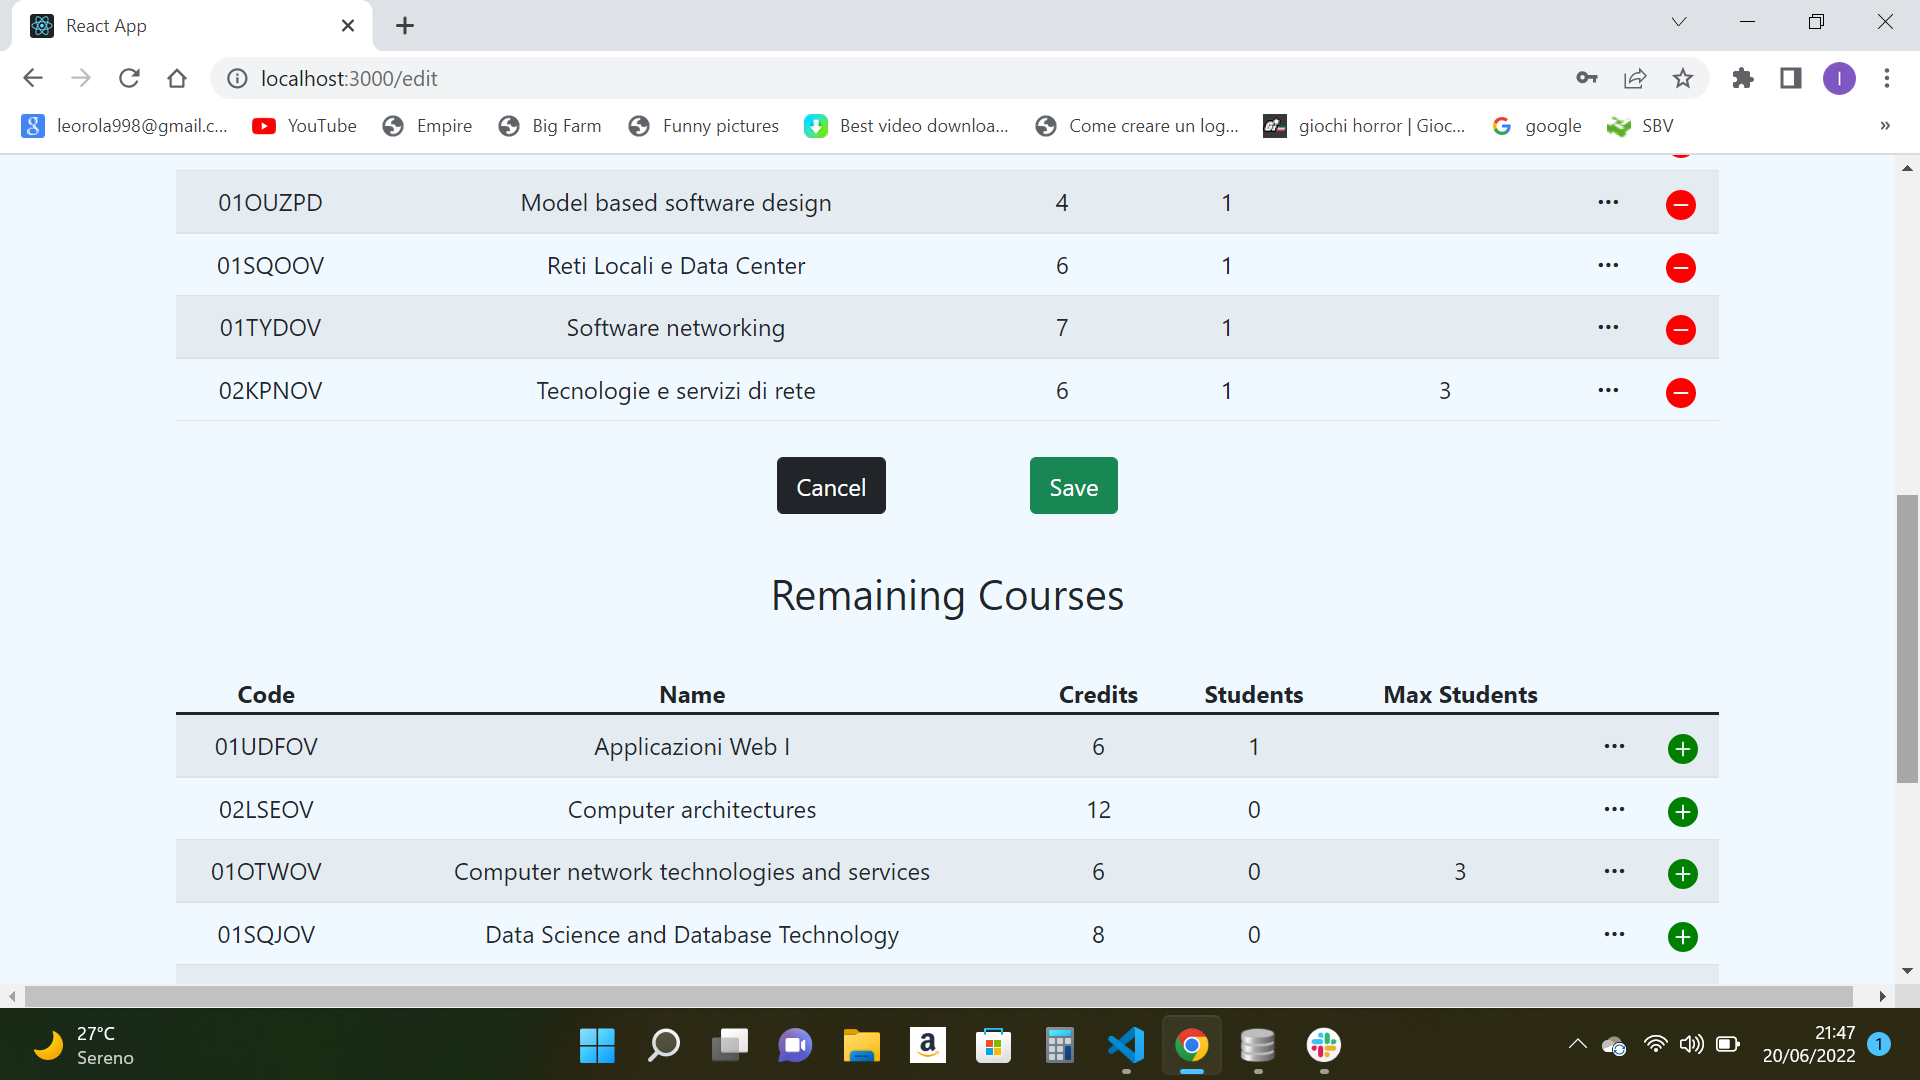 React App
localhost:3000/edit
I
leorola998@gmail.c... YouTube Empire Big Farm Funny pictures Best video downloa... Come creare un log... giochi horror | Gioc... google SBV »
01OUZPD Model based software design 4 1 ...
01SQOOV Reti Locali e Data Center 6 1 ...
01TYDOV Software networking 7 1 ...
02KPNOV Tecnologie e servizi di rete 6 1 3 ...
Cancel Save
Remaining Courses
Code Name Credits Students Max Students
01UDFOV Applicazioni Web I 6 1 ...
02LSEOV Computer architectures 12 0 ...
01OTWOV Computer network technologies and services 6 0 3 ...
01SQJOV Data Science and Database Technology 8 0 ...
27°C
Sereno
21:47
20/06/2022
1